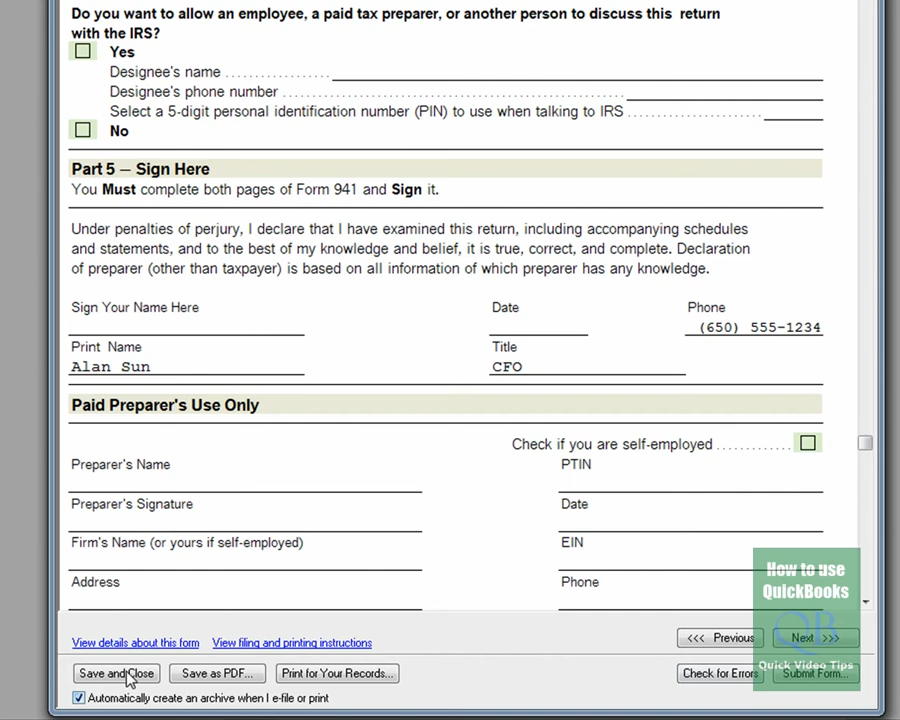 Do you want to allow an employee, a paid tax preparer, or another person to discuss this return
with the IRS?
Yes
Designee's name
Designee's phone number
Select a 5-digit personal identification number (PIN) to use when talking to IRS
No
Part 5 – Sign Here
You Must complete both pages of Form 941 and Sign it.
Under penalties of perjury, I declare that I have examined this return, including accompanying schedules
and statements, and to the best of my knowledge and belief, it is true, correct, and complete. Declaration
of preparer (other than taxpayer) is based on all information of which preparer has any knowledge.
Sign Your Name Here Date Phone
(650) 555-1234
Print Name Title
Alan Sun CFO
Paid Preparer's Use Only
Check if you are self-employed
Preparer's Name PTIN
Preparer's Signature Date
Firm's Name (or yours if self-employed) EIN
Address Phone
How to use
QuickBooks
QB
Quick Video Tips
View details about this form View filing and printing instructions <<< Previous Next >>>
Save and Close Save as PDF... Print for Your Records... Check for Errors Submit Form...
Automatically create an archive when I e-file or print